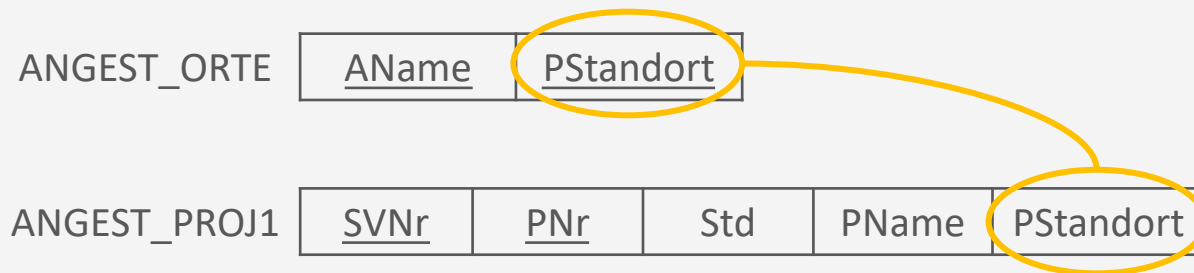 ANGEST_ORTE AName PStandort
ANGEST_PROJ1 SVNr PNr Std PName PStandort